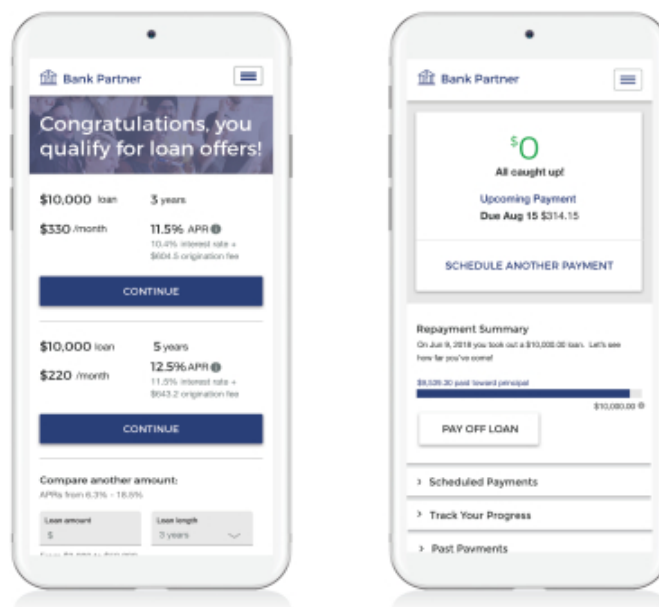 Bank Partner
Congratulations, you
qualify for loan offers!
$10,000 loan 3 years
$330 /month 11.5% APR
10.4% interest rate +
$604.5 origination fee
CONTINUE
$10,000 loan 5 years
$220 /month 12.5% APR
11.5% interest rate +
$643.2 origination fee
CONTINUE
Compare another amount:
APRs from 6.3% - 18.5%
Loan amount Loan length
$ 3 years
Bank Partner
$0
All caught up!
Upcoming Payment
Due Aug 15 $314.15
SCHEDULE ANOTHER PAYMENT
Repayment Summary
On Jun 9, 2018 you took out a $10,000.00 loan. Let's see
how far you've come!
paid toward principal
$10,000.00
PAY OFF LOAN
Scheduled Payments
Track Your Progress
Past Payments